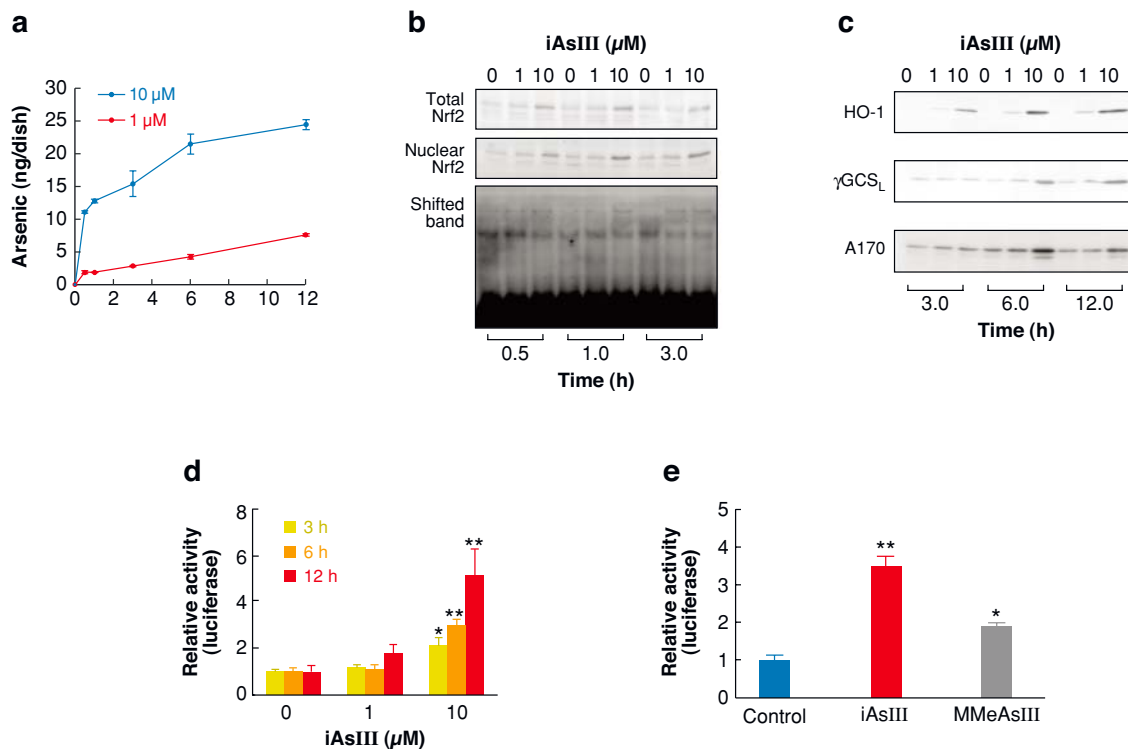 a
Arsenic (ng/dish)
30
25
20
15
10
5
0
10 µM
1 µM
0 2 4 6 8 10 12
b
iAsIII (µM)
0 1 10 0 1 10 0 1 10
Total
Nrf2
Nuclear
Nrf2
Shifted
band
0.5 1.0 3.0
Time (h)
c
iAsIII (µM)
0 1 10 0 1 10 0 1 10
HO-1
γGCSL
A170
3.0 6.0 12.0
Time (h)
d
Relative activity
(luciferase)
8
6
4
2
0
3 h
6 h
12 h
* ** **
0 1 10
iAsIII (µM)
e
Relative activity
(luciferase)
5
4
3
2
1
0
** *
Control iAsIII MMeAsIII